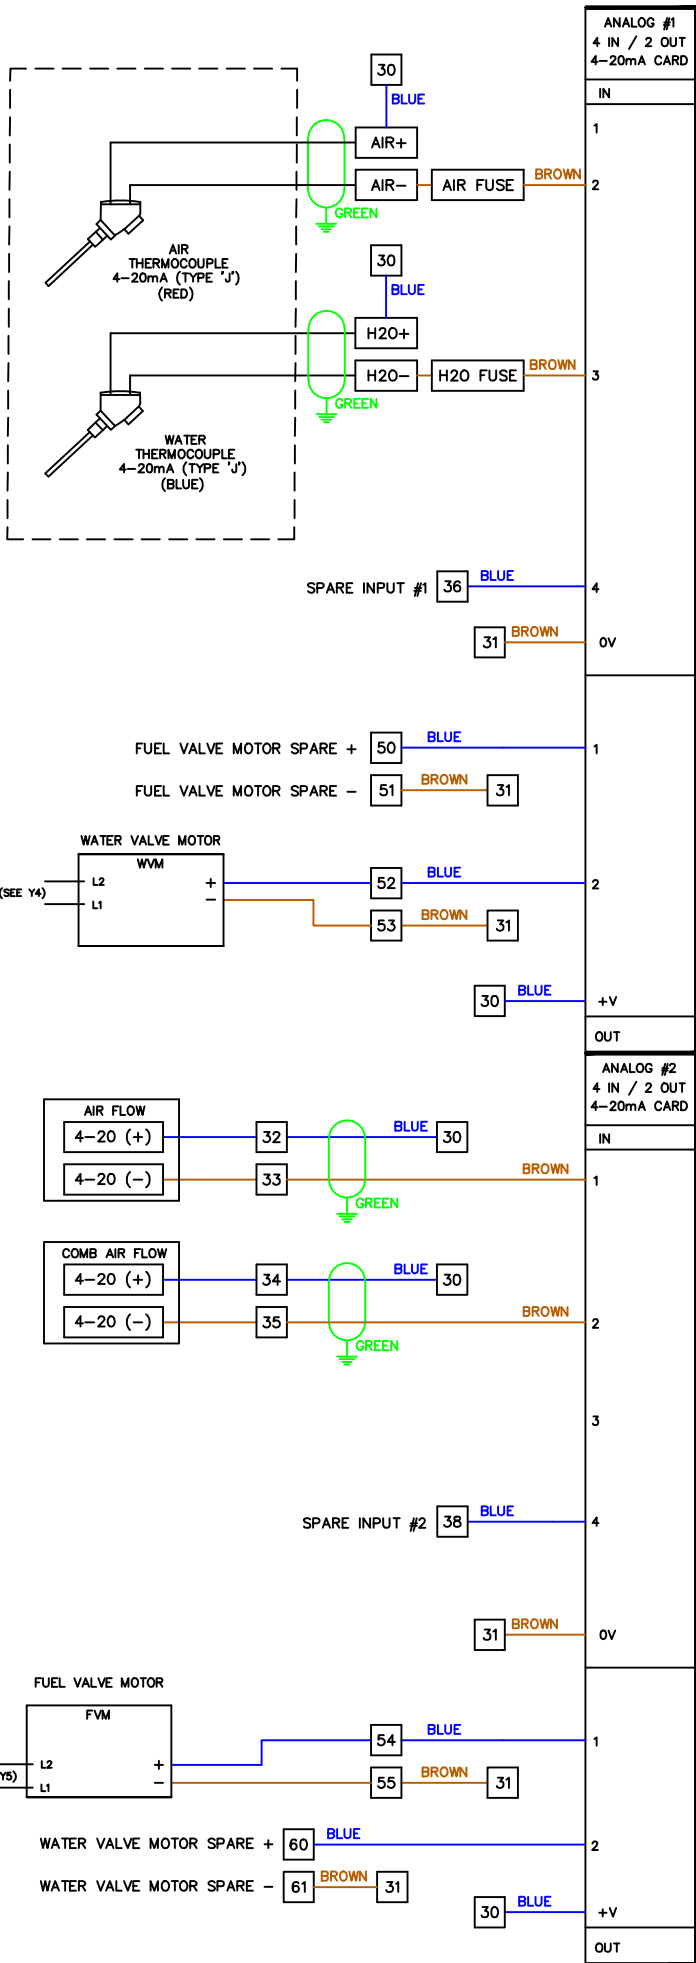 ANALOG #1
4 IN / 2 OUT
4-20mA CARD
IN
30
BLUE
1
AIR+
AIR-
AIR FUSE
BROWN
2
GREEN
AIR
THERMOCOUPLE
4-20mA (TYPE 'J')
(RED)
30
BLUE
H20+
H20-
H20 FUSE
BROWN
3
GREEN
WATER
THERMOCOUPLE
4-20mA (TYPE 'J')
(BLUE)
SPARE INPUT #1
36
BLUE
4
31
BROWN
0V
FUEL VALVE MOTOR SPARE +
50
BLUE
1
FUEL VALVE MOTOR SPARE -
51
BROWN
31
WATER VALVE MOTOR
WVM
(SEE Y4)
L2
L1
+
-
52
BLUE
2
53
BROWN
31
30
BLUE
+V
OUT
ANALOG #2
4 IN / 2 OUT
4-20mA CARD
IN
AIR FLOW
4-20 (+)
32
BLUE
30
4-20 (-)
33
BROWN
1
GREEN
COMB AIR FLOW
4-20 (+)
34
BLUE
30
4-20 (-)
35
BROWN
2
GREEN
3
SPARE INPUT #2
38
BLUE
4
31
BROWN
0V
FUEL VALVE MOTOR
FVM
Y5)
L2
L1
+
-
54
BLUE
1
55
BROWN
31
WATER VALVE MOTOR SPARE +
60
BLUE
2
WATER VALVE MOTOR SPARE -
61
BROWN
31
30
BLUE
+V
OUT